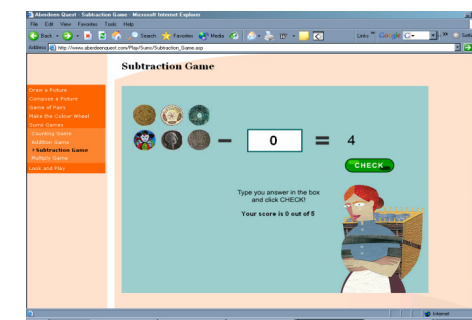 Aberdeen Quest - Subtraction Game - Microsoft Internet Explorer
File Edit View Favorites Tools Help
Back Search Favorites Media Links Google
Address http://www.aberdeenquest.com/Play/Sums/Subtraction_Game.asp
Subtraction Game
Draw a Picture
Compose a Picture
Game of Pairs
Make the Colour Wheel
Sums Games
Counting Game
Addition Game
Subtraction Game
Multiply Game
Look and Play
- 0 = 4
CHECK
Type you answer in the box
and click CHECK!
Your score is 0 out of 5
Internet